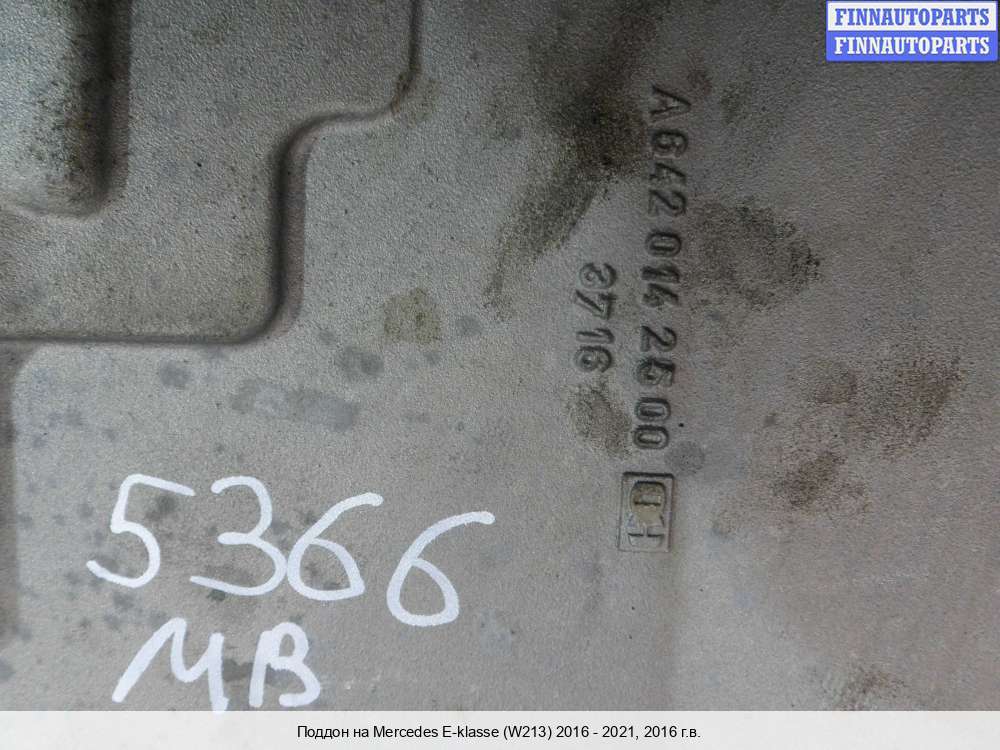 FINNAUTOPARTS
FINNAUTOPARTS
A 642 014 25 00
3716
5366
MB
Поддон на Mercedes E-klasse (W213) 2016 - 2021, 2016 г.в.